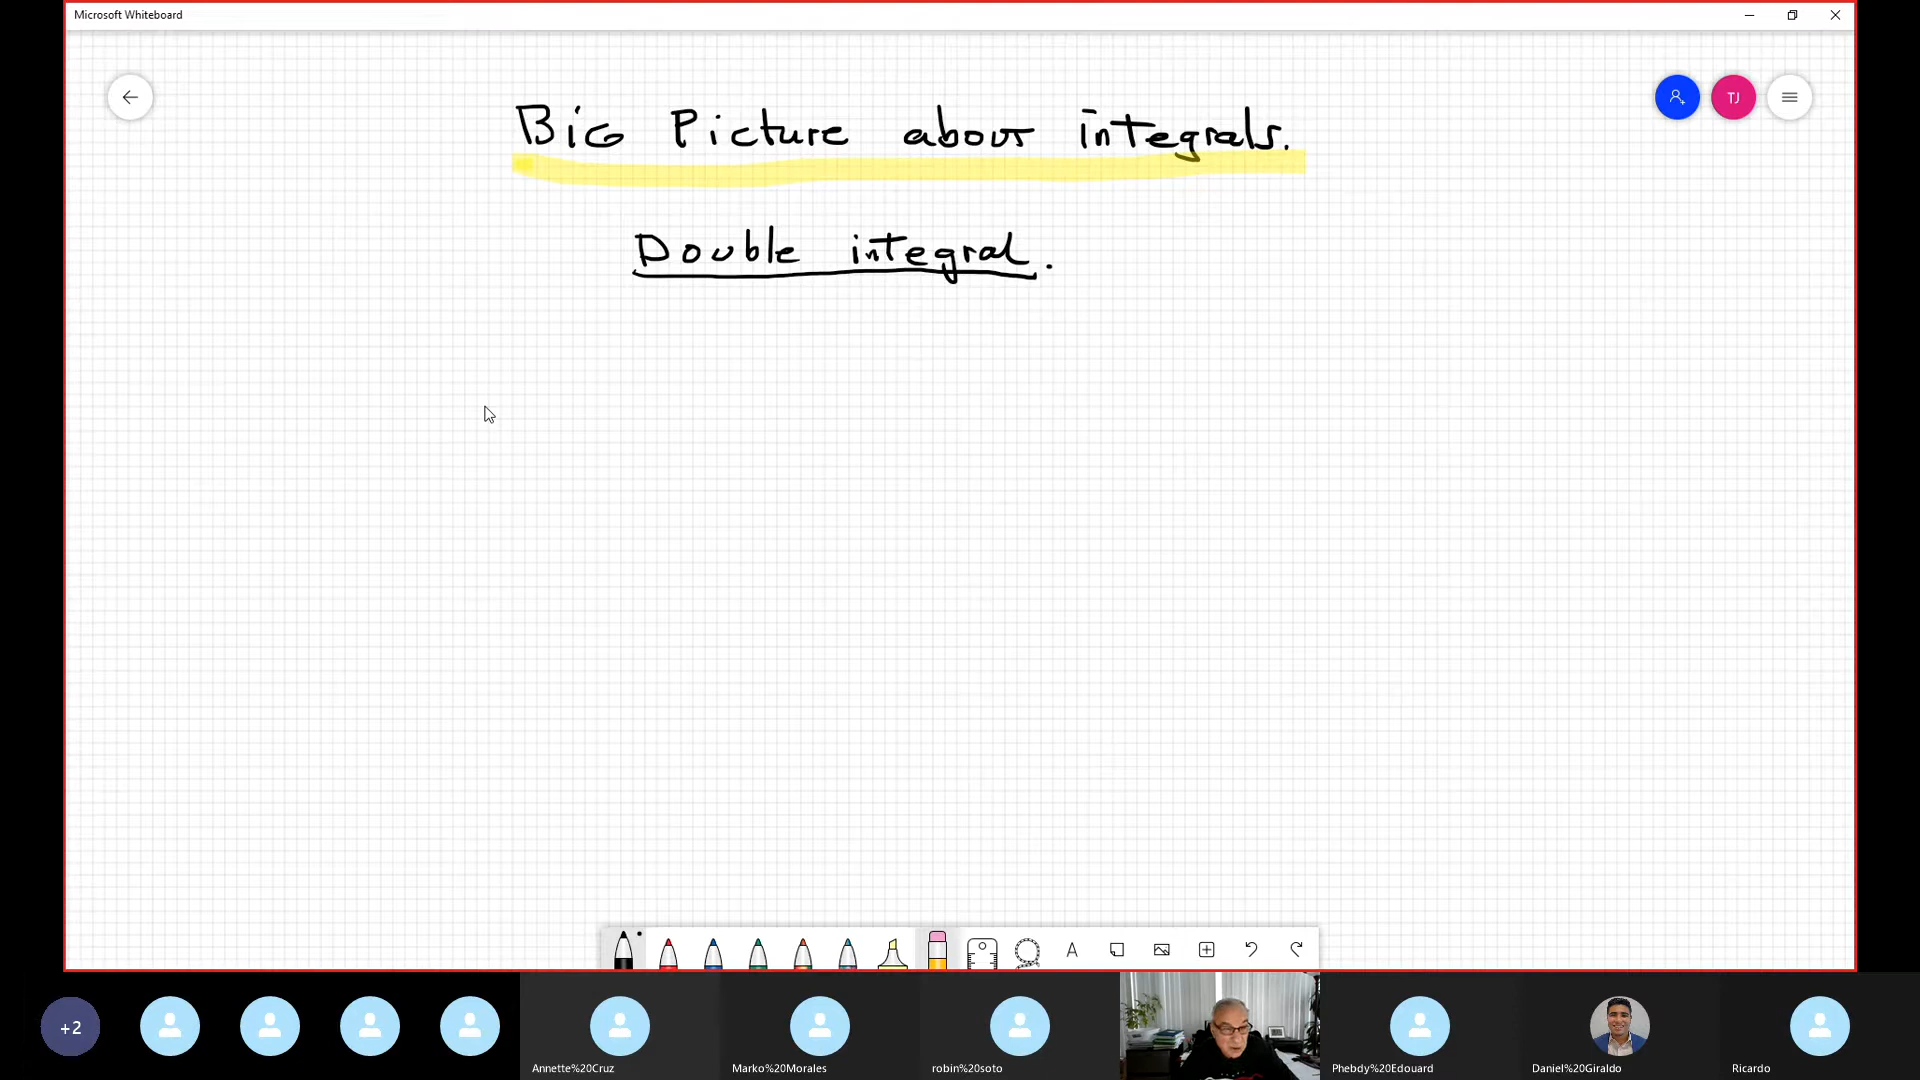 Microsoft Whiteboard
TJ
Big Picture about integrals.
Double integral.
A
+2
Annette%20Cruz
Marko%20Morales
robin%20soto
Phebdy%20Edouard
Daniel%20Giraldo
Ricardo